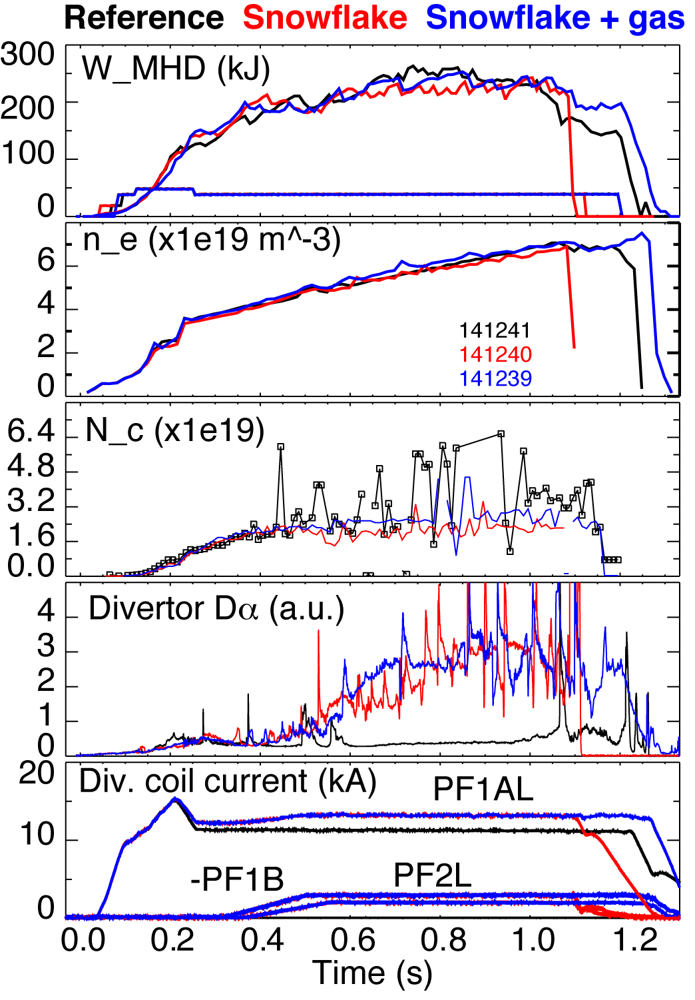 Reference Snowflake Snowflake + gas
300
W_MHD (kJ)
200
100
0
n_e (x1e19 m^-3)
6
4
141241
2
141240
141239
0
N_c (x1e19)
6.4
4.8
3.2
1.6
0.0
Divertor Dα (a.u.)
4
3
2
1
0
20
Div. coil current (kA)
PF1AL
10
-PF1B
PF2L
0
0.0 0.2 0.4 0.6 0.8 1.0 1.2
Time (s)